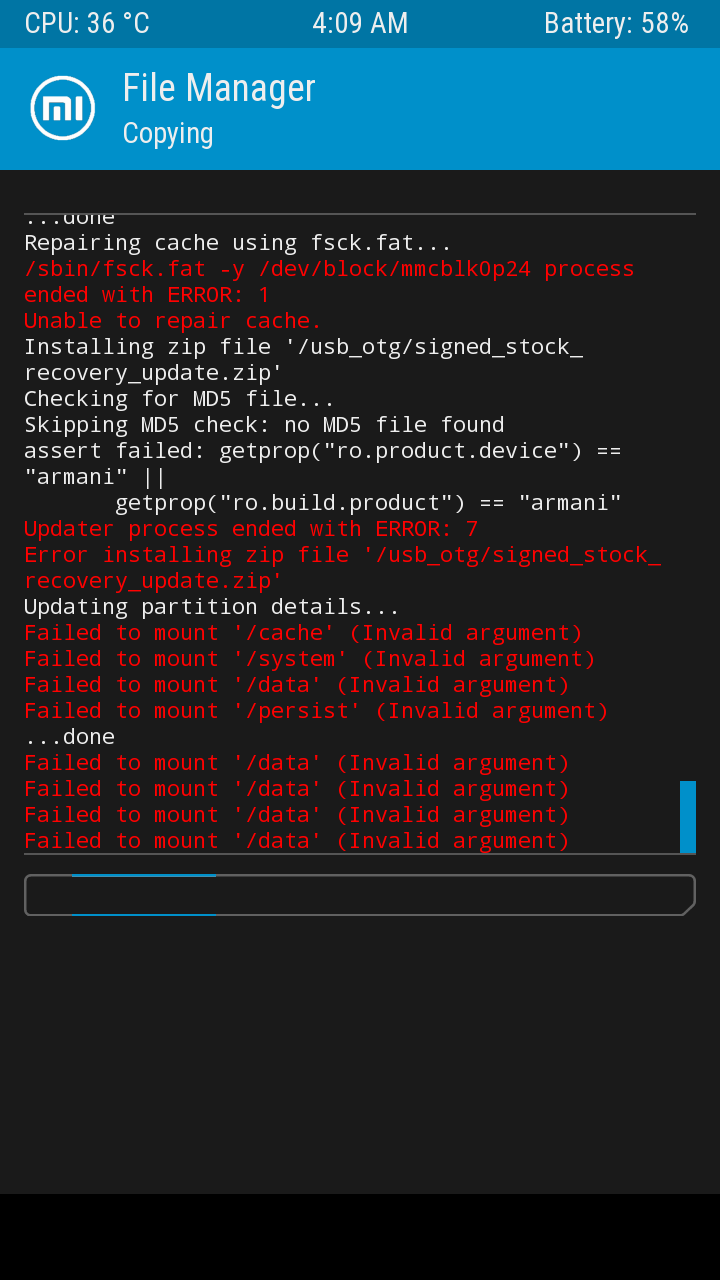 CPU: 36 °C 4:09 AM Battery: 58%
mi
File Manager
Copying
...done
Repairing cache using fsck.fat...
/sbin/fsck.fat -y /dev/block/mmcblk0p24 process
ended with ERROR: 1
Unable to repair cache.
Installing zip file '/usb_otg/signed_stock_
recovery_update.zip'
Checking for MD5 file...
Skipping MD5 check: no MD5 file found
assert failed: getprop("ro.product.device") ==
"armani" ||
getprop("ro.build.product") == "armani"
Updater process ended with ERROR: 7
Error installing zip file '/usb_otg/signed_stock_
recovery_update.zip'
Updating partition details...
Failed to mount '/cache' (Invalid argument)
Failed to mount '/system' (Invalid argument)
Failed to mount '/data' (Invalid argument)
Failed to mount '/persist' (Invalid argument)
...done
Failed to mount '/data' (Invalid argument)
Failed to mount '/data' (Invalid argument)
Failed to mount '/data' (Invalid argument)
Failed to mount '/data' (Invalid argument)